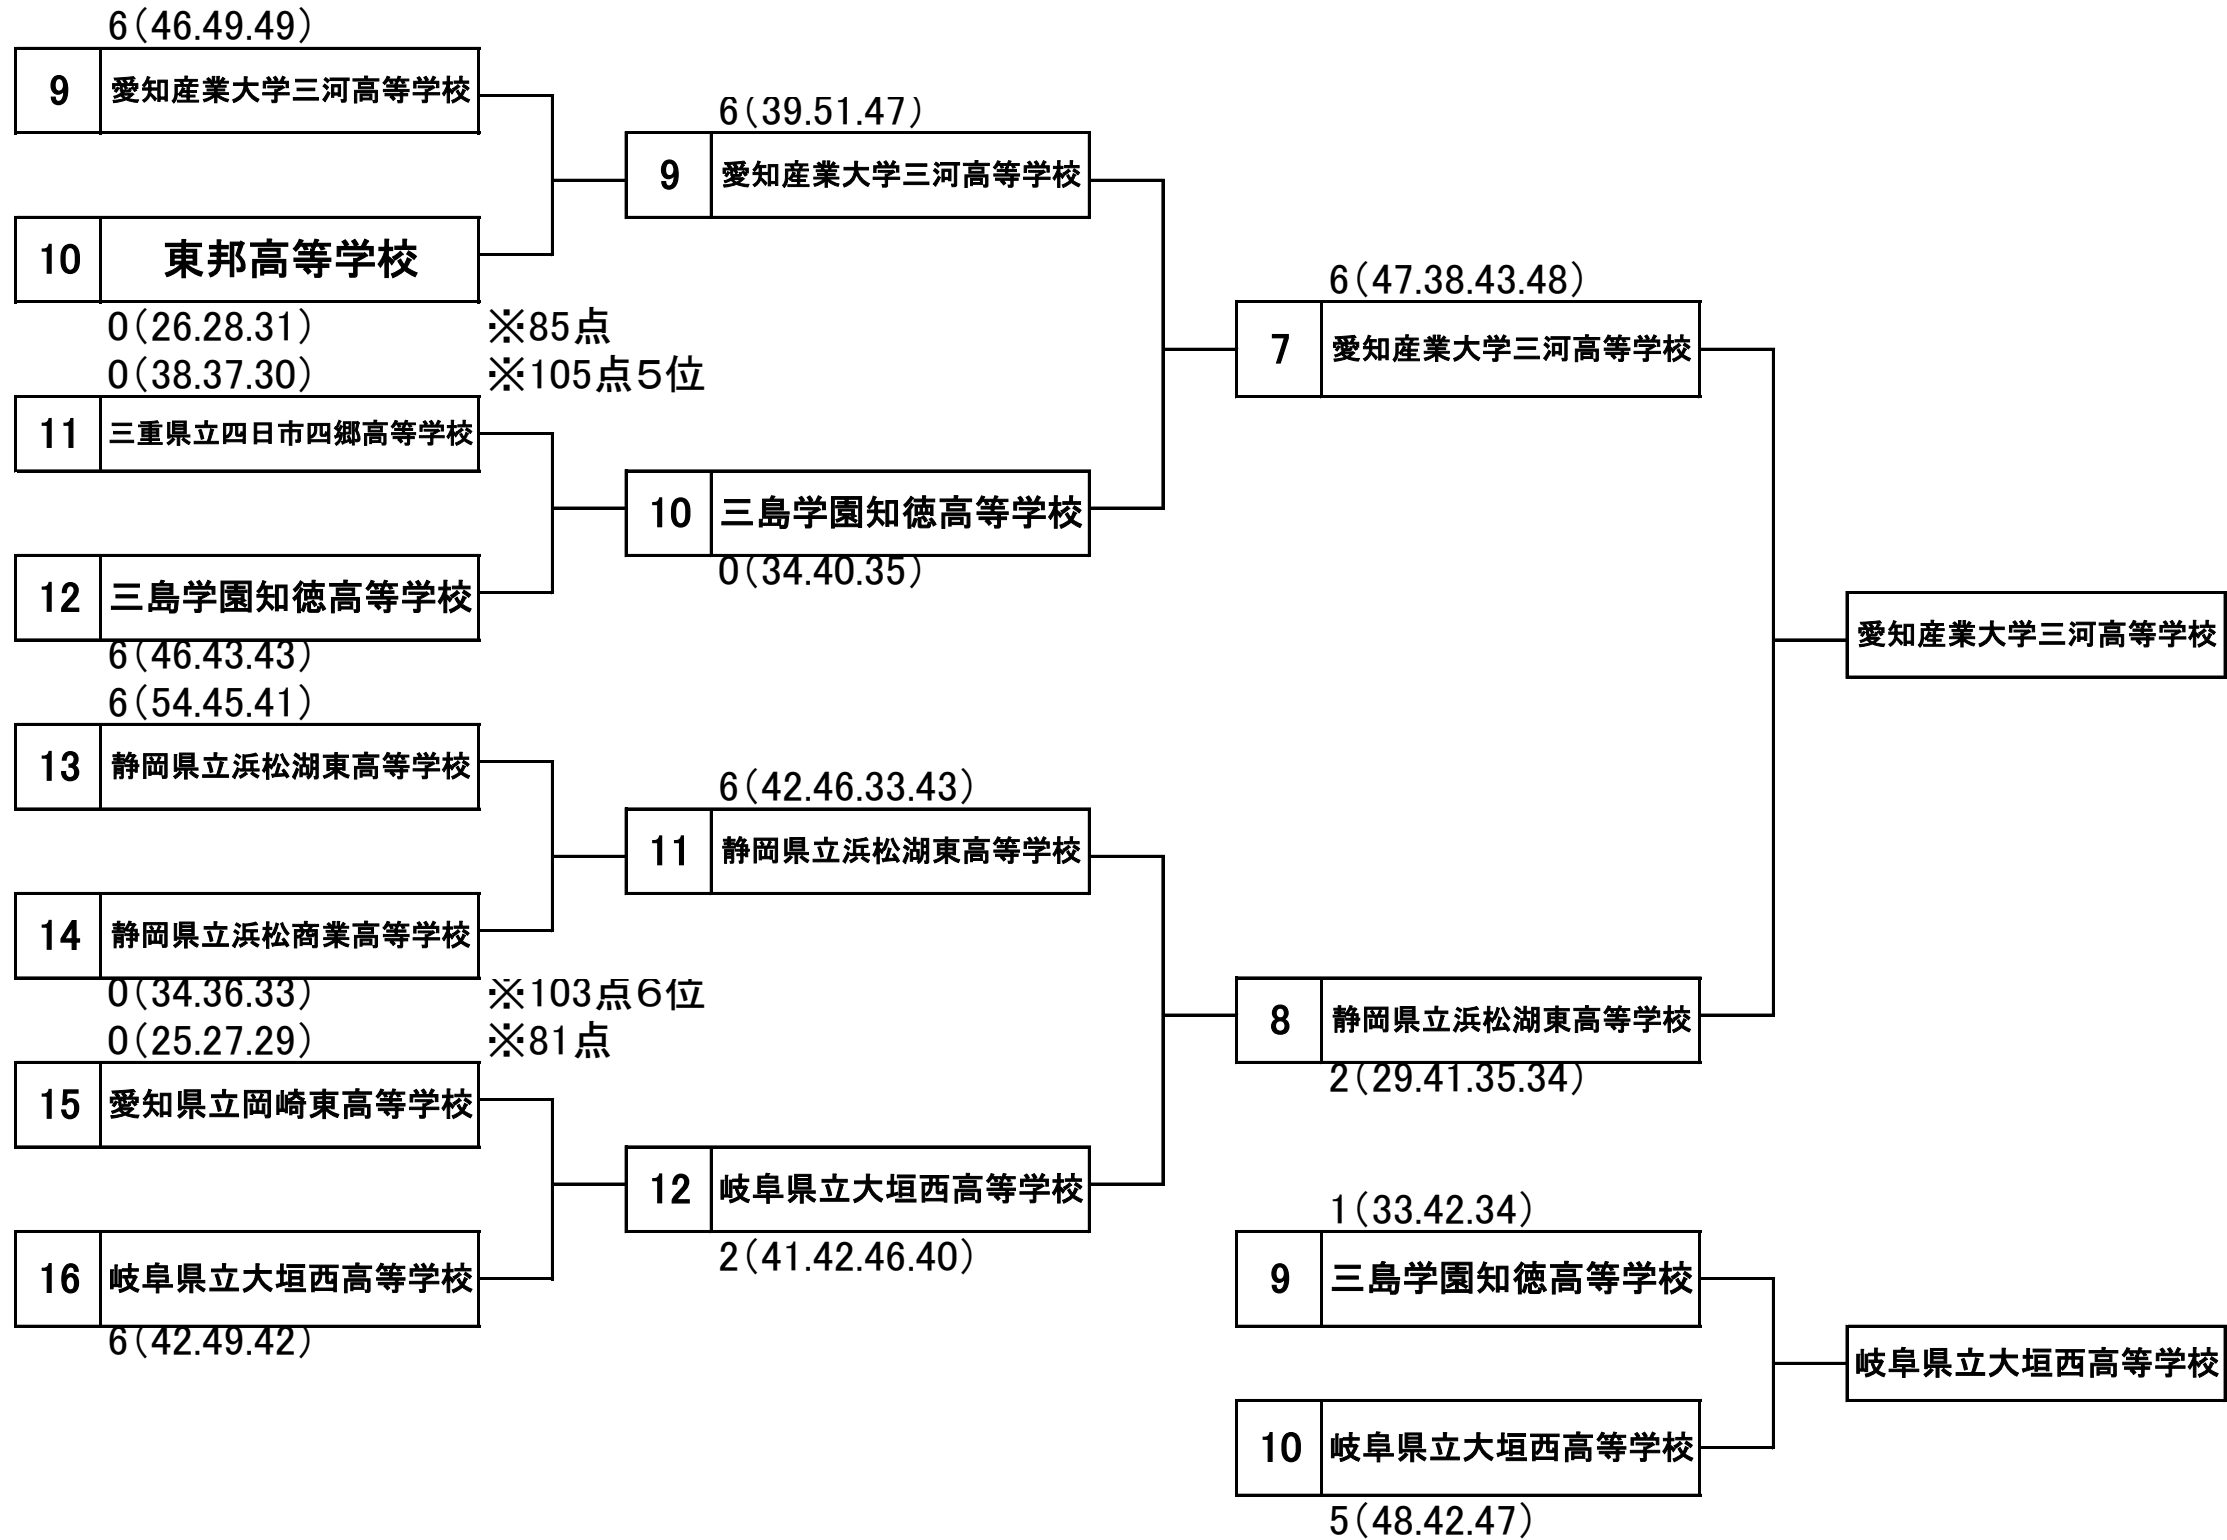 6(46.49.49)
9 愛知産業大学三河高等学校
10 東邦高等学校
0(26.28.31) ※85点
0(38.37.30) ※105点５位
11 三重県立四日市四郷高等学校
12 三島学園知徳高等学校
6(46.43.43)
6(54.45.41)
13 静岡県立浜松湖東高等学校
14 静岡県立浜松商業高等学校
0(34.36.33) ※103点６位
0(25.27.29) ※81点
15 愛知県立岡崎東高等学校
16 岐阜県立大垣西高等学校
6(42.49.42)
6(39.51.47)
9 愛知産業大学三河高等学校
10 三島学園知徳高等学校
0(34.40.35)
6(42.46.33.43)
11 静岡県立浜松湖東高等学校
12 岐阜県立大垣西高等学校
2(41.42.46.40)
6(47.38.43.48)
7 愛知産業大学三河高等学校
8 静岡県立浜松湖東高等学校
2(29.41.35.34)
1(33.42.34)
9 三島学園知徳高等学校
10 岐阜県立大垣西高等学校
5(48.42.47)
愛知産業大学三河高等学校
岐阜県立大垣西高等学校